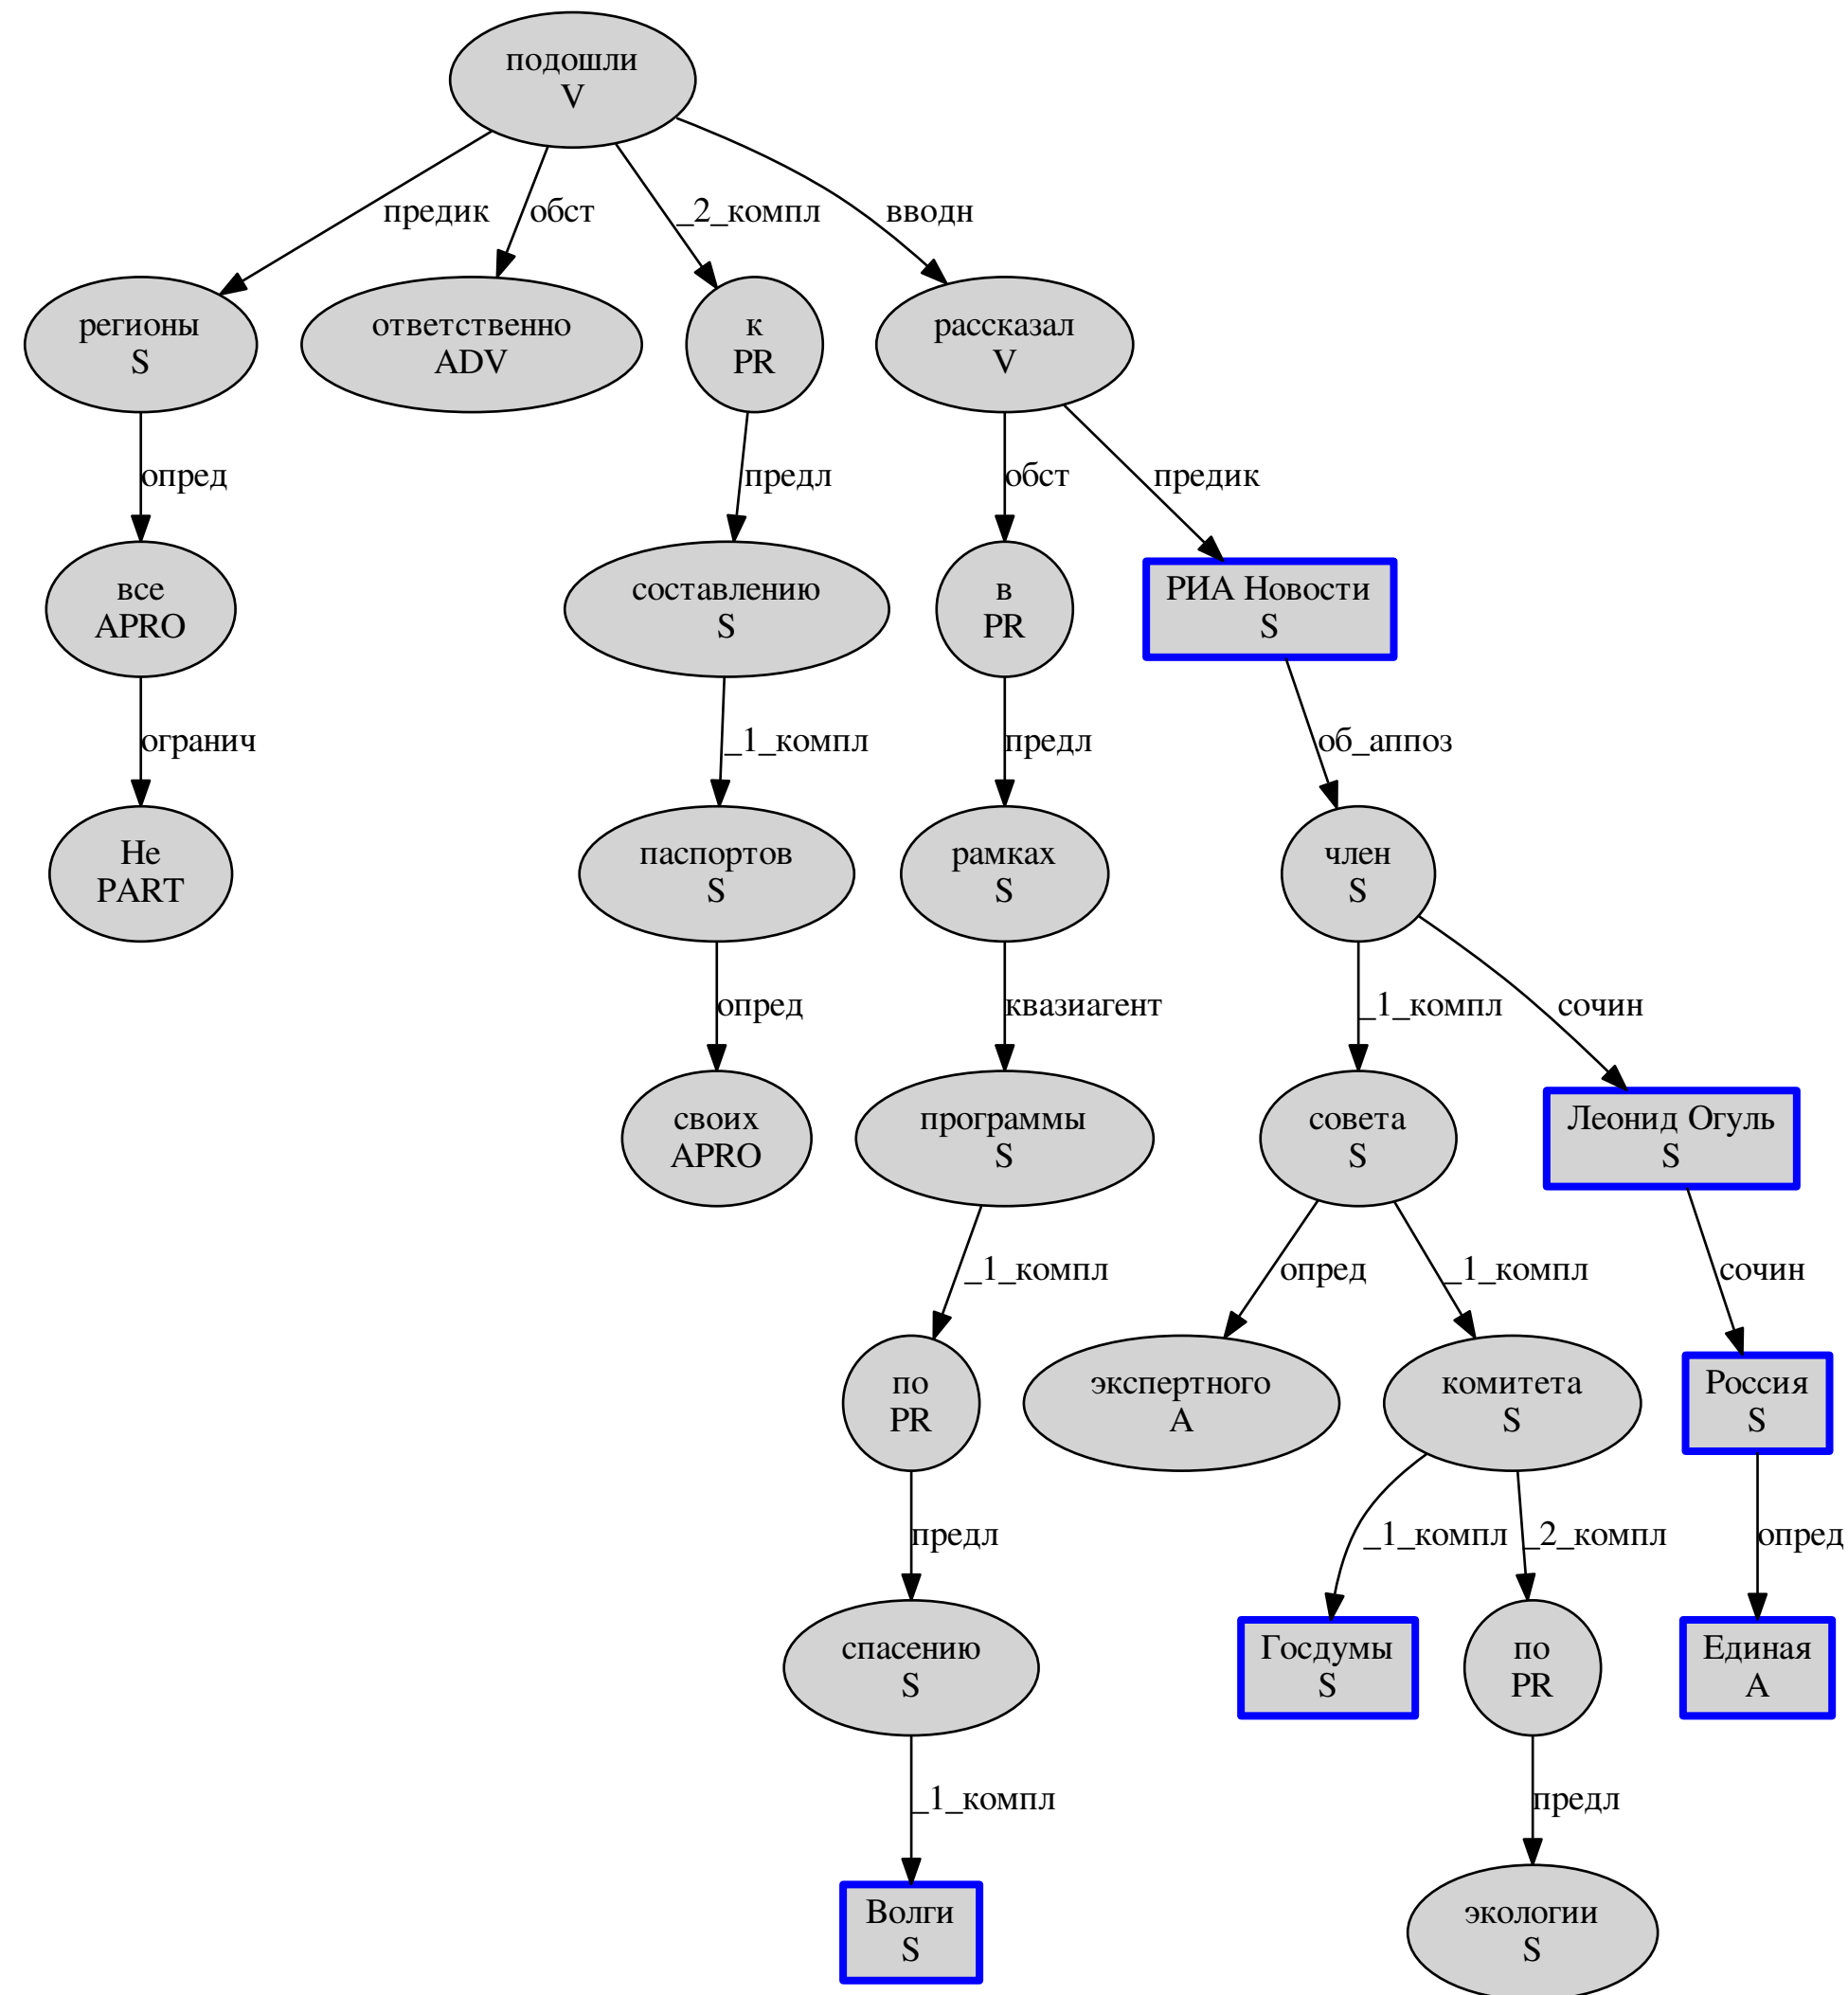 подошли
V
предик
обст
_2_компл
вводн
регионы
S
ответственно
ADV
к
PR
рассказал
V
опред
предл
обст
предик
все
APRO
составлению
S
в
PR
РИА Новости
S
огранич
_1_компл
предл
об_аппоз
Не
PART
паспортов
S
рамках
S
член
S
опред
квазиагент
_1_компл
сочин
своих
APRO
программы
S
совета
S
Леонид Огуль
S
_1_компл
опред
_1_компл
сочин
по
PR
экспертного
A
комитета
S
Россия
S
предл
_1_компл
_2_компл
опред
спасению
S
Госдумы
S
по
PR
Единая
A
_1_компл
предл
Волги
S
экологии
S